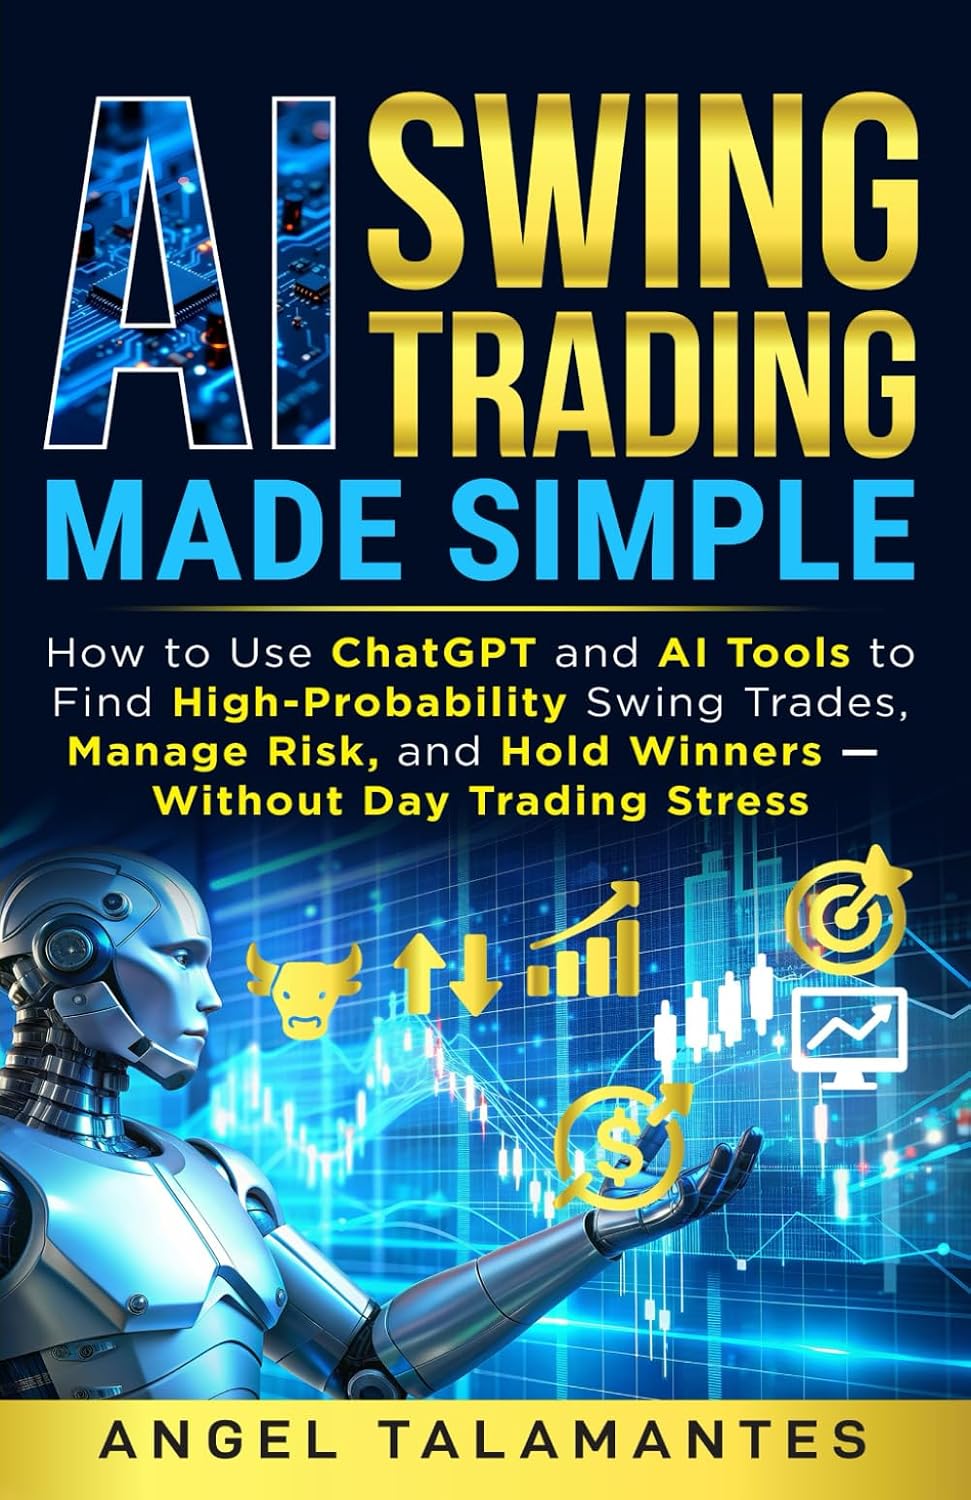 AI SWING
TRADING
MADE SIMPLE
How to Use ChatGPT and AI Tools to
Find High-Probability Swing Trades,
Manage Risk, and Hold Winners —
Without Day Trading Stress
$
ANGEL TALAMANTES